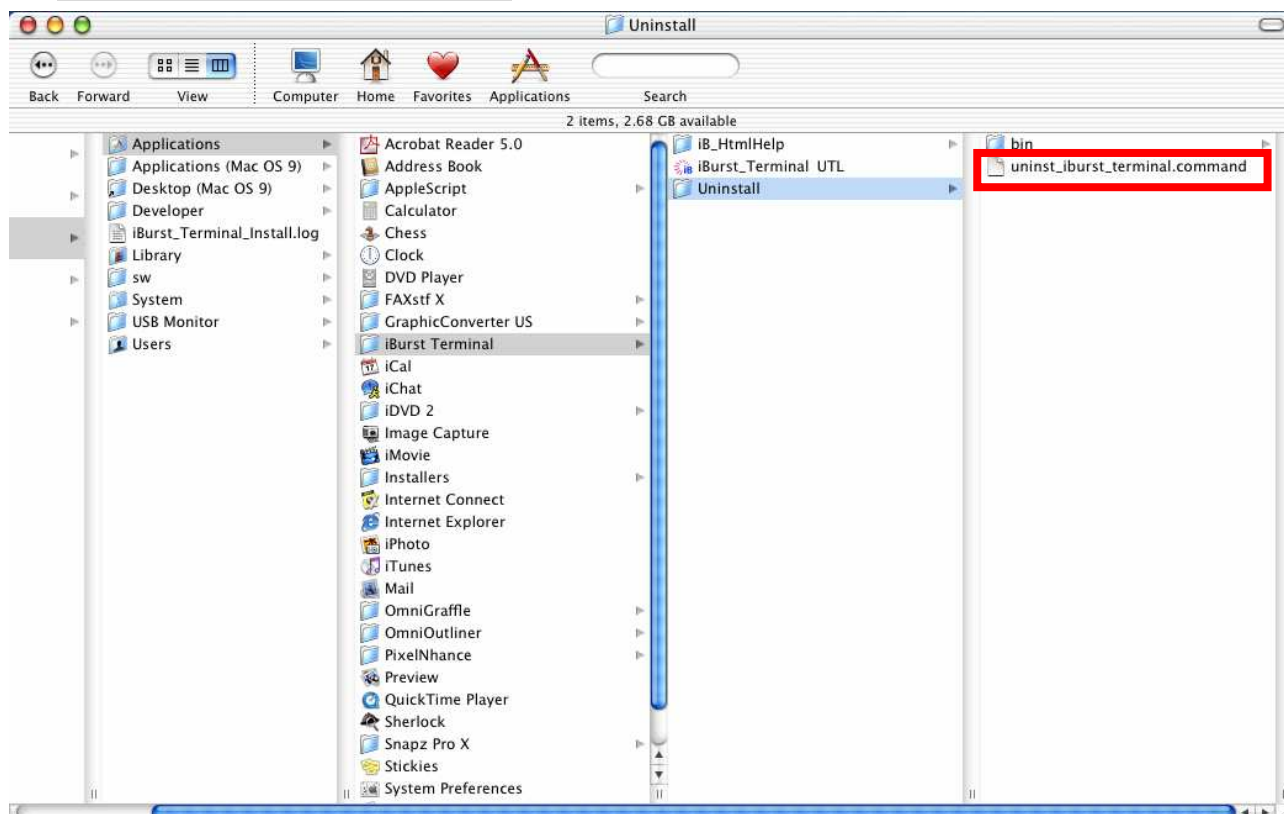 Uninstall
Back Forward View Computer Home Favorites Applications Search
2 items, 2.68 GB available
Applications
Applications (Mac OS 9)
Desktop (Mac OS 9)
Developer
iBurst_Terminal_Install.log
Library
sw
System
USB Monitor
Users
Acrobat Reader 5.0
Address Book
AppleScript
Calculator
Chess
Clock
DVD Player
FAXstf X
GraphicConverter US
iBurst Terminal
iCal
iChat
iDVD 2
Image Capture
iMovie
Installers
Internet Connect
Internet Explorer
iPhoto
iTunes
Mail
OmniGraffle
OmniOutliner
PixelNhance
Preview
QuickTime Player
Sherlock
Snapz Pro X
Stickies
System Preferences
iB_HtmlHelp
iBurst_Terminal UTL
Uninstall
bin
uninst_iburst_terminal.command